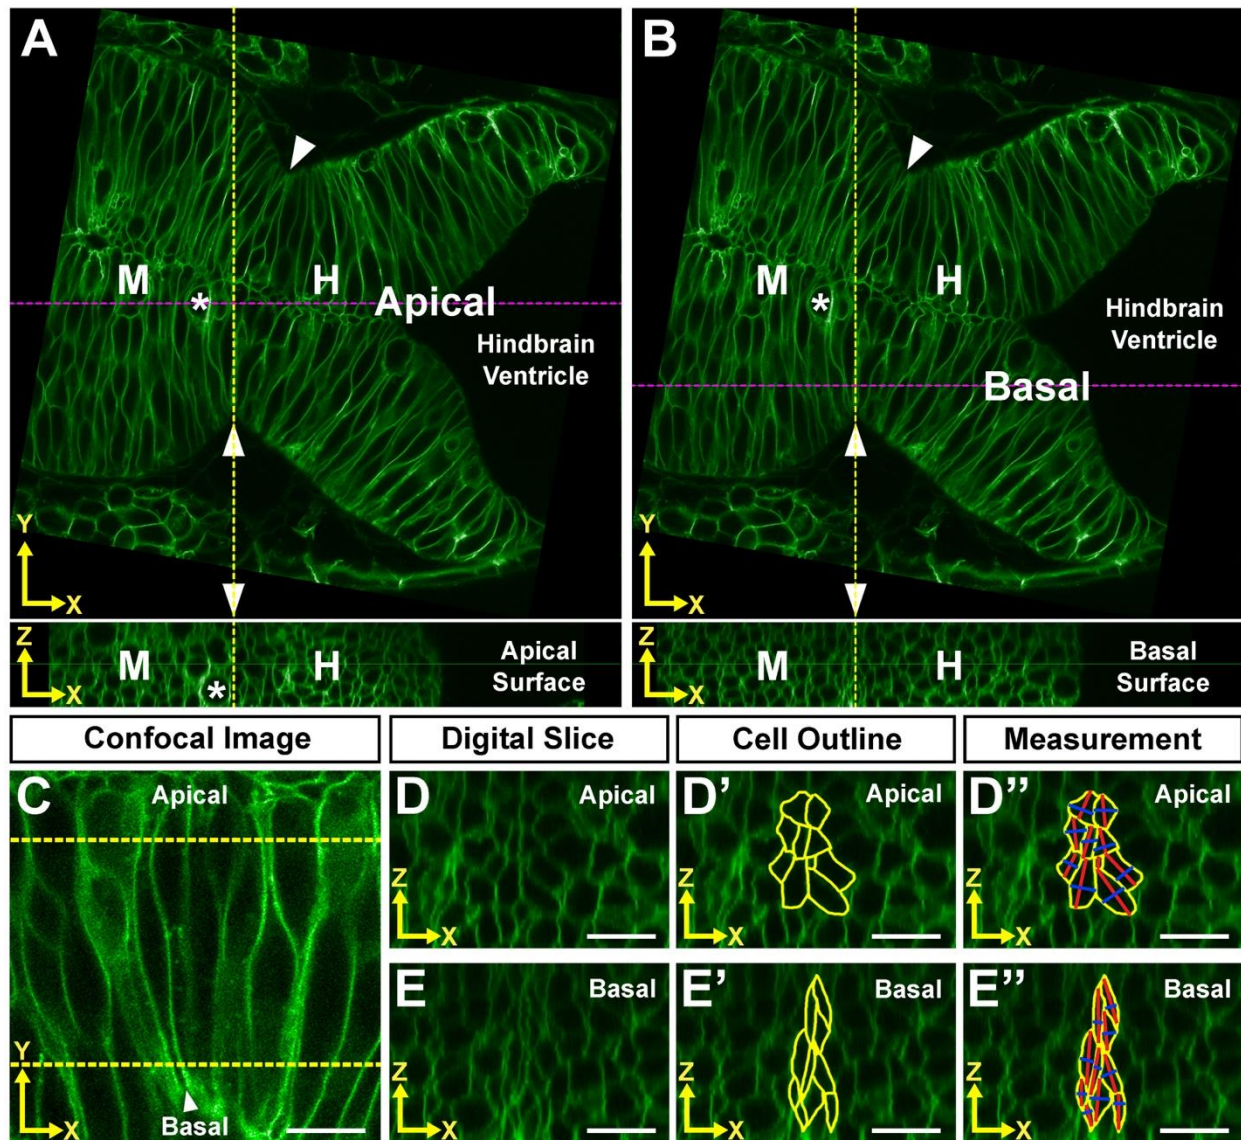 A
M
*
H
Apical
Hindbrain
Ventricle
Y
X
Z
X
M
*
H
Apical
Surface
B
M
*
H
Hindbrain
Ventricle
Basal
Y
X
Z
X
M
H
Basal
Surface
Confocal Image
Digital Slice
Cell Outline
Measurement
C
Apical
Y
X
Basal
D
Apical
Z
X
D’
Apical
Z
X
D’’
Apical
Z
X
E
Basal
Z
X
E’
Basal
Z
X
E’’
Basal
Z
X